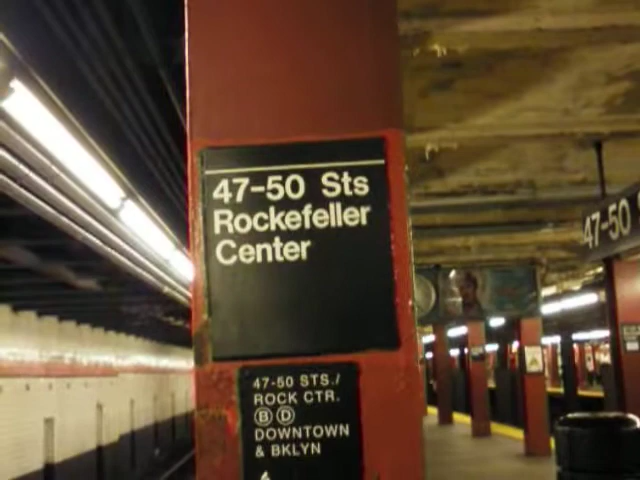 47-50 Sts
Rockefeller
Center
47-50 STS./
ROCK CTR.
B D
DOWNTOWN
& BKLYN
47-50